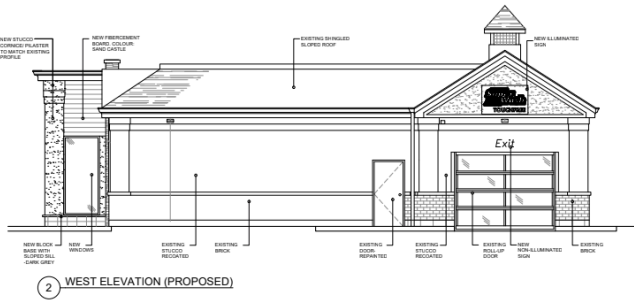 NEW STUCCO
CORNICE/ PILASTER
TO MATCH EXISTING
PROFILE
NEW FIBERCEMENT
BOARD. COLOUR:
SAND CASTLE
EXISTING SHINGLED
SLOPED ROOF
NEW ILLUMINATED
SIGN
TOUCHFREE
Exit
NEW BLOCK
BASE WITH
SLOPED SILL
-DARK GREY
NEW
WINDOWS
EXISTING
STUCCO
RECOATED
EXISTING
BRICK
EXISTING
DOOR-
REPAINTED
EXISTING
STUCCO
RECOATED
EXISTING
ROLL-UP
DOOR
NEW
NON-ILLUMINATED
SIGN
EXISTING
BRICK
2 WEST ELEVATION (PROPOSED)